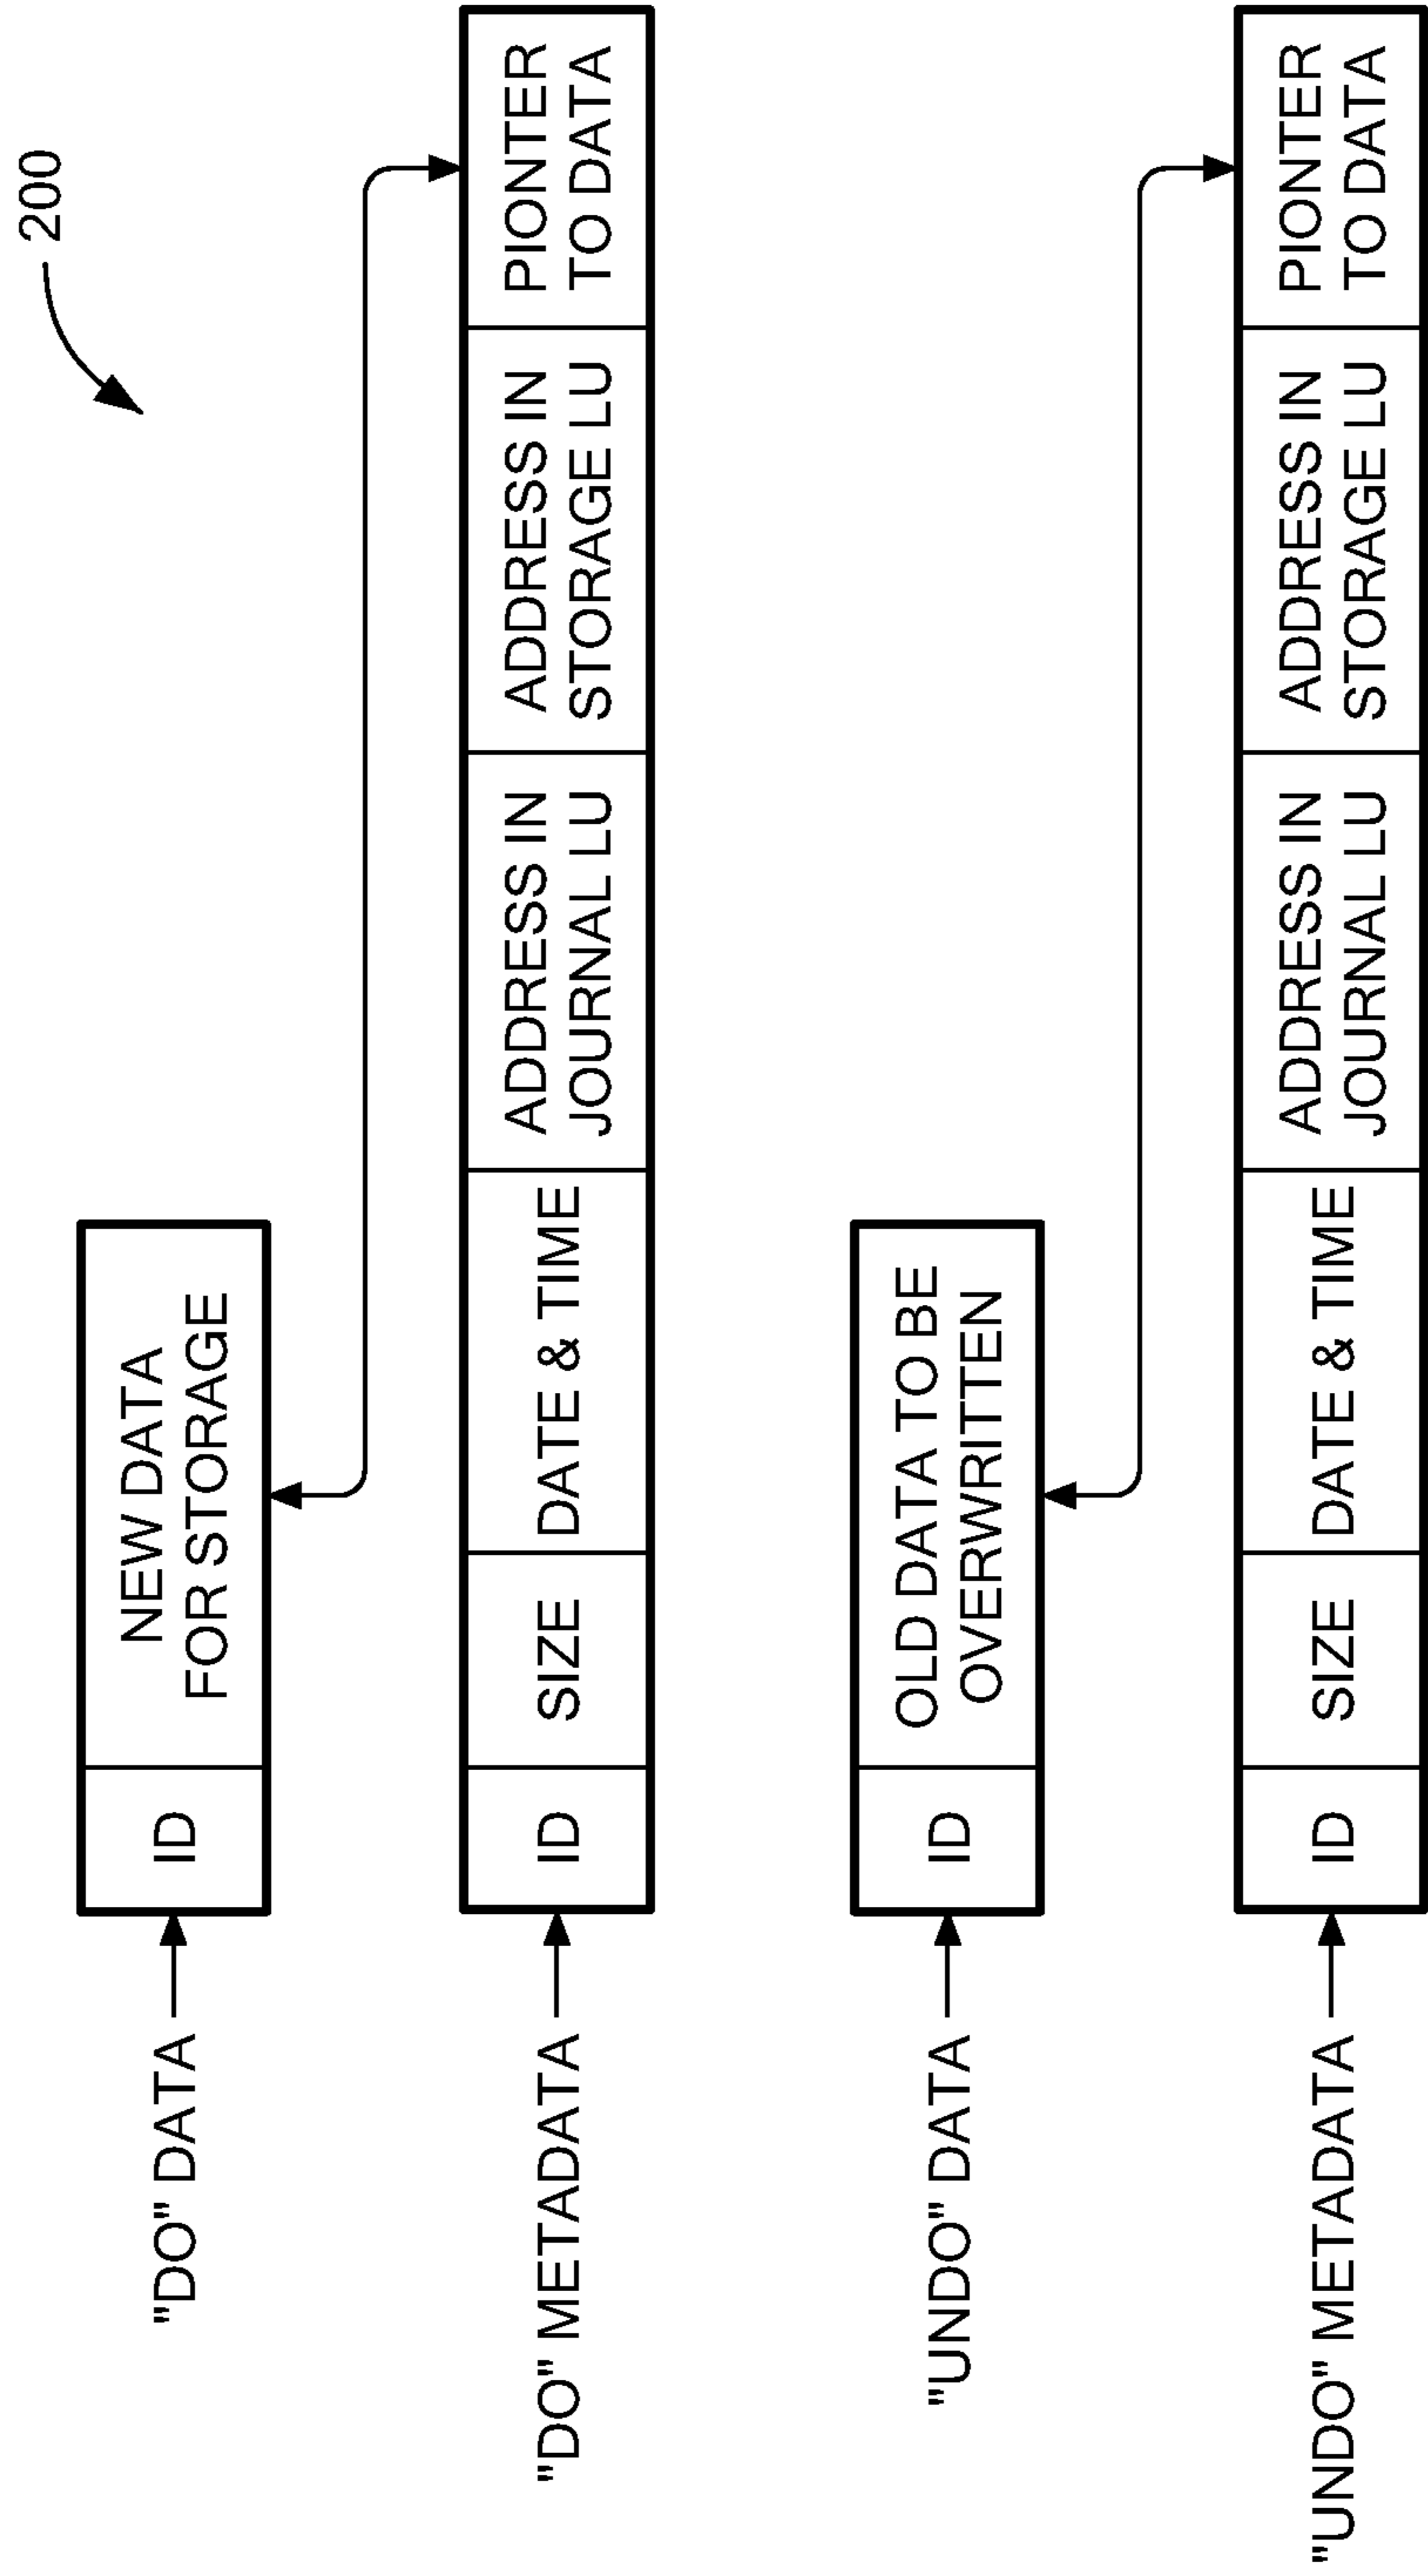 200
"DO" DATA
ID
NEW DATA
FOR STORAGE
"DO" METADATA
ID
SIZE
DATE & TIME
ADDRESS IN
JOURNAL LU
ADDRESS IN
STORAGE LU
PIONTER
TO DATA
"UNDO" DATA
ID
OLD DATA TO BE
OVERWRITTEN
"UNDO" METADATA
ID
SIZE
DATE & TIME
ADDRESS IN
JOURNAL LU
ADDRESS IN
STORAGE LU
PIONTER
TO DATA